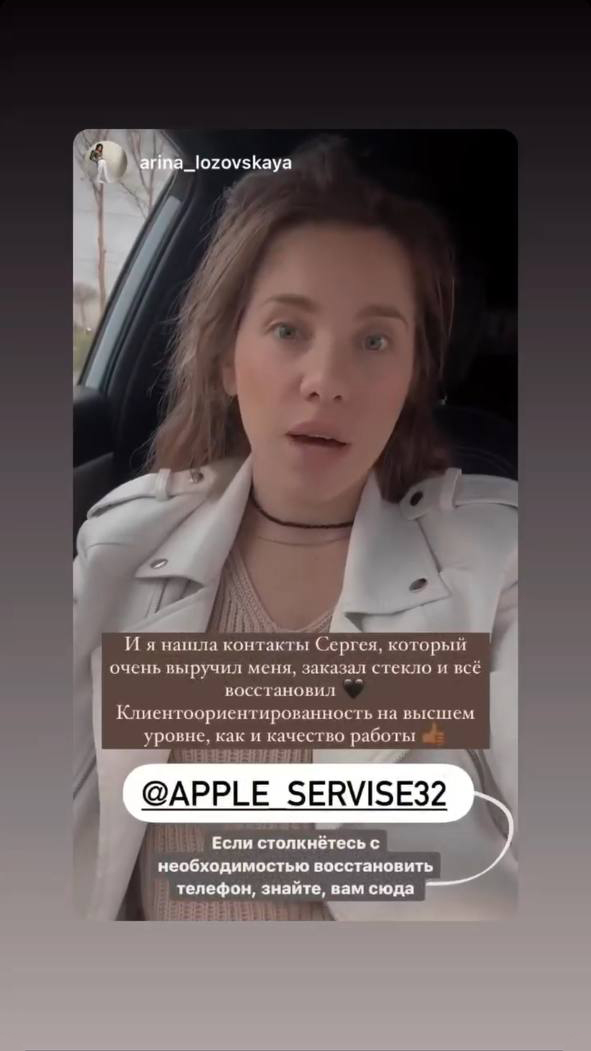 arina_lozovskaya
И я нашла контакты Сергея, который
очень выручил меня, заказал стекло и всё
восстановил 🖤
Клиентоориентированность на высшем
уровне, как и качество работы 👍🏾
@APPLE_SERVISE32
Если столкнётесь с
необходимостью восстановить
телефон, знайте, вам сюда